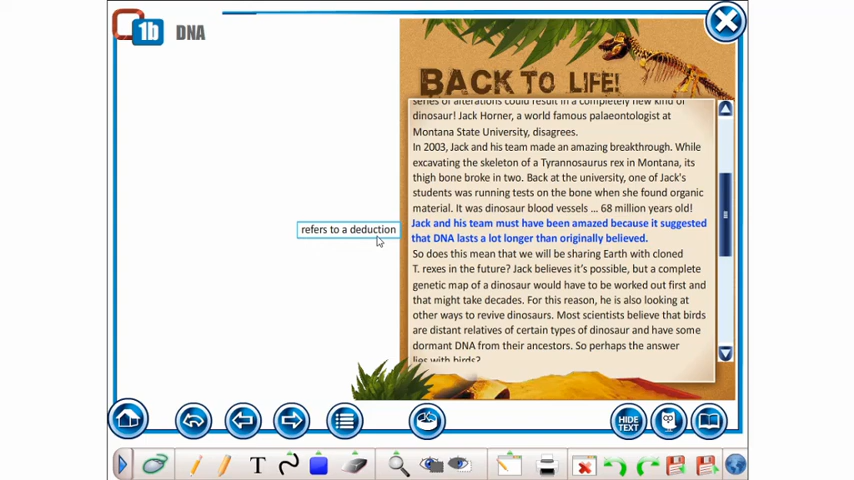 1b DNA
BACK TO LIFE!
series of alterations could result in a completely new kind of
dinosaur! Jack Horner, a world famous palaeontologist at
Montana State University, disagrees.
In 2003, Jack and his team made an amazing breakthrough. While
excavating the skeleton of a Tyrannosaurus rex in Montana, its
thigh bone broke in two. Back at the university, one of Jack's
students was running tests on the bone when she found organic
material. It was dinosaur blood vessels ... 68 million years old!
refers to a deduction
Jack and his team must have been amazed because it suggested
that DNA lasts a lot longer than originally believed.
So does this mean that we will be sharing Earth with cloned
T. rexes in the future? Jack believes it's possible, but a complete
genetic map of a dinosaur would have to be worked out first and
that might take decades. For this reason, he is also looking at
other ways to revive dinosaurs. Most scientists believe that birds
are distant relatives of certain types of dinosaur and have some
dormant DNA from their ancestors. So perhaps the answer
lies with birds?
HIDE
TEXT
T